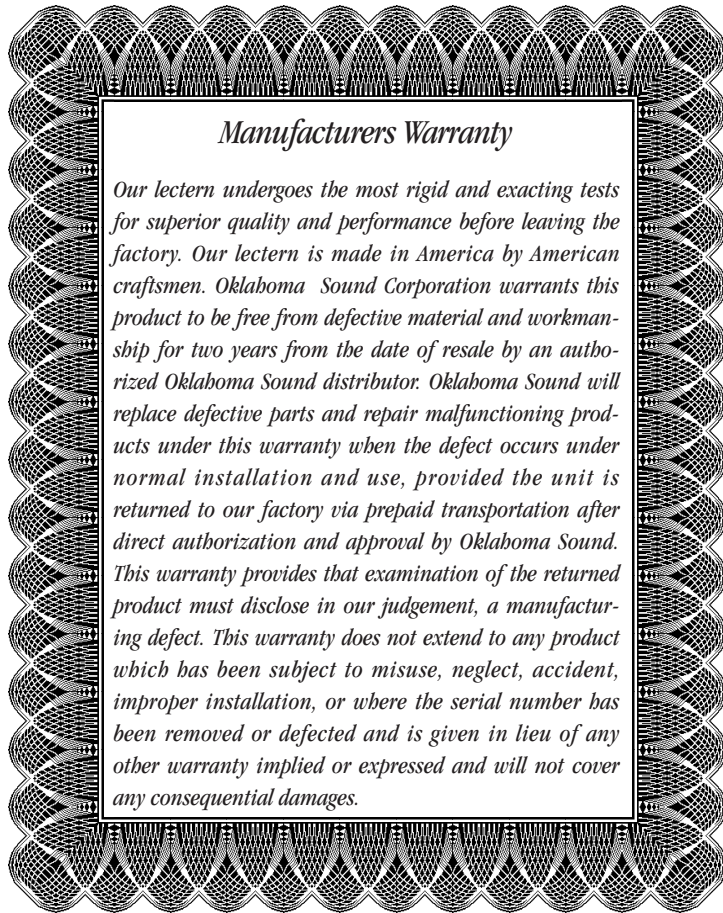 Manufacturers Warranty
Our lectern undergoes the most rigid and exacting tests
for superior quality and performance before leaving the
factory. Our lectern is made in America by American
craftsmen. Oklahoma  Sound Corporation warrants this
product to be free from defective material and workman-
ship for two years from the date of resale by an autho-
rized Oklahoma Sound distributor. Oklahoma Sound will
replace defective parts and repair malfunctioning prod-
ucts under this warranty when the defect occurs under
normal installation and use, provided the unit is
returned to our factory via prepaid transportation after
direct authorization and approval by Oklahoma Sound.
This warranty provides that examination of the returned
product must disclose in our judgement, a manufactur-
ing defect. This warranty does not extend to any product
which has been subject to misuse, neglect, accident,
improper installation, or where the serial number has
been removed or defected and is given in lieu of any
other warranty implied or expressed and will not cover
any consequential damages.